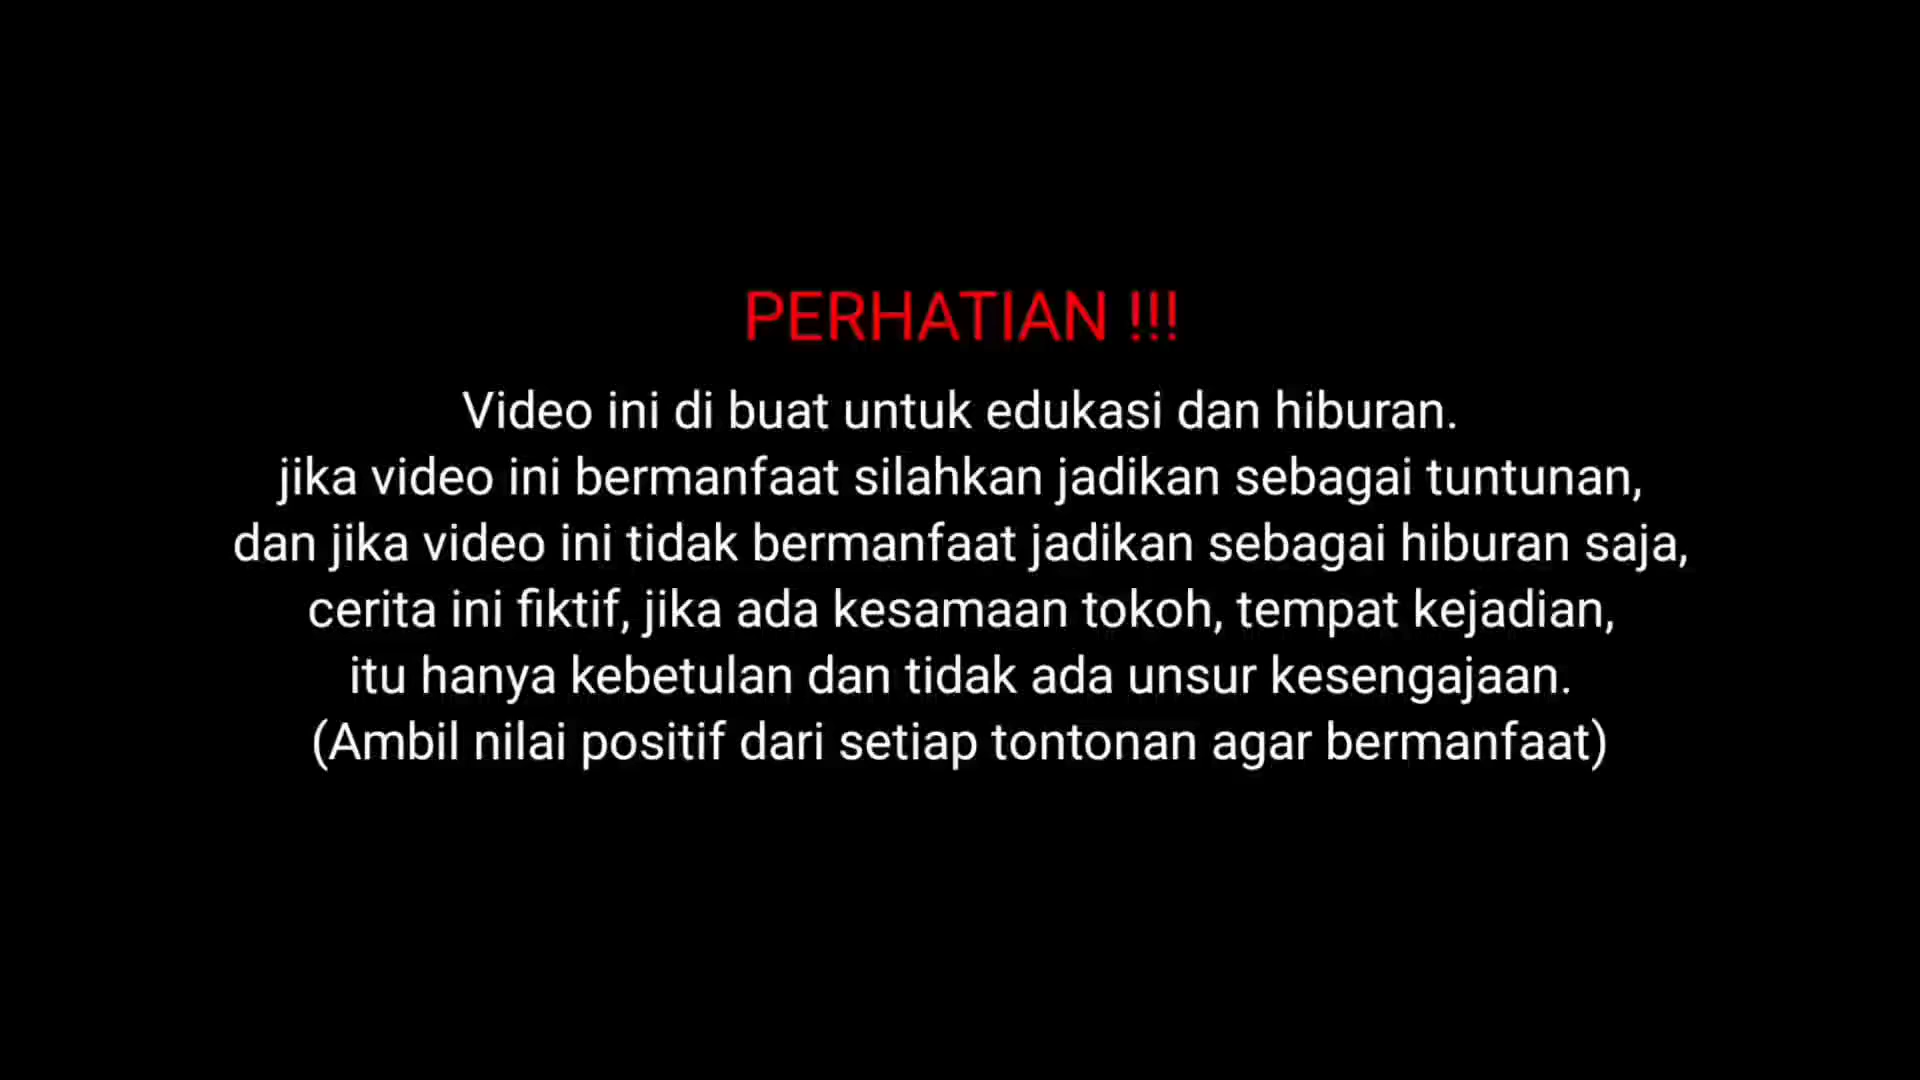 PERHATIAN !!!
Video ini di buat untuk edukasi dan hiburan.
jika video ini bermanfaat silahkan jadikan sebagai tuntunan,
dan jika video ini tidak bermanfaat jadikan sebagai hiburan saja,
cerita ini fiktif, jika ada kesamaan tokoh, tempat kejadian,
itu hanya kebetulan dan tidak ada unsur kesengajaan.
(Ambil nilai positif dari setiap tontonan agar bermanfaat)